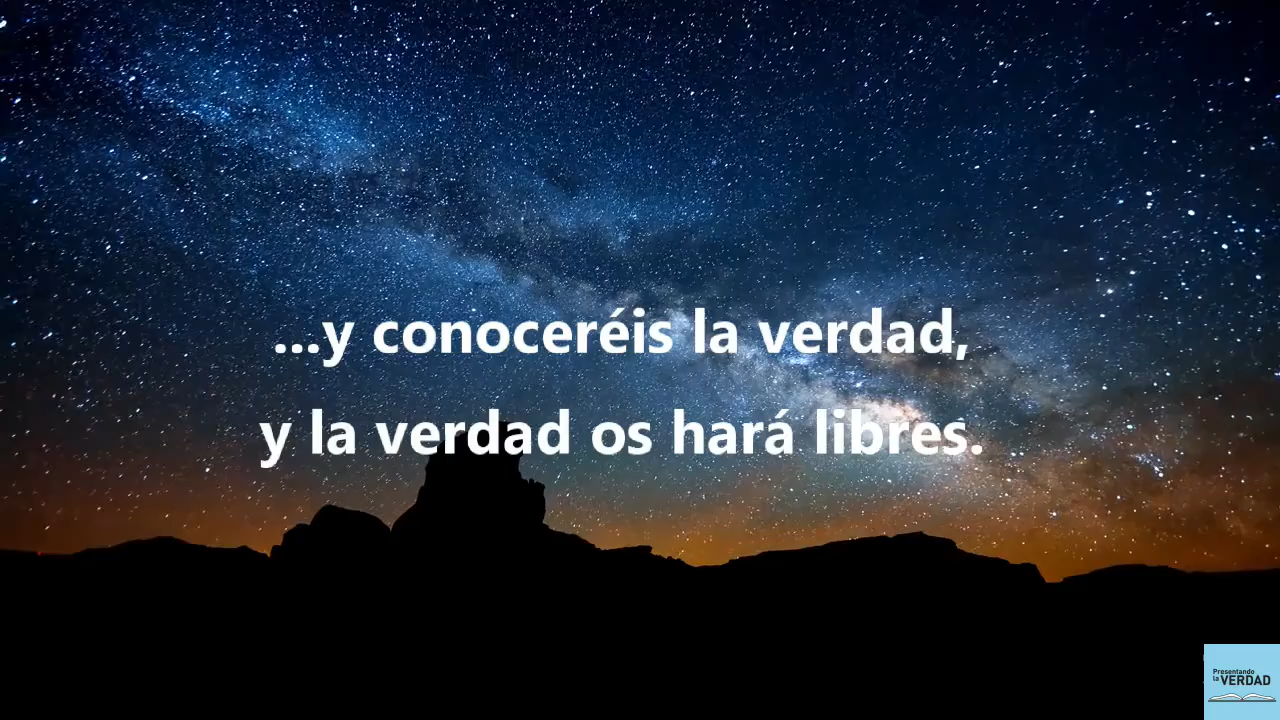 ...y conoceréis la verdad,
y la verdad os hará libres.
Presentando
la VERDAD